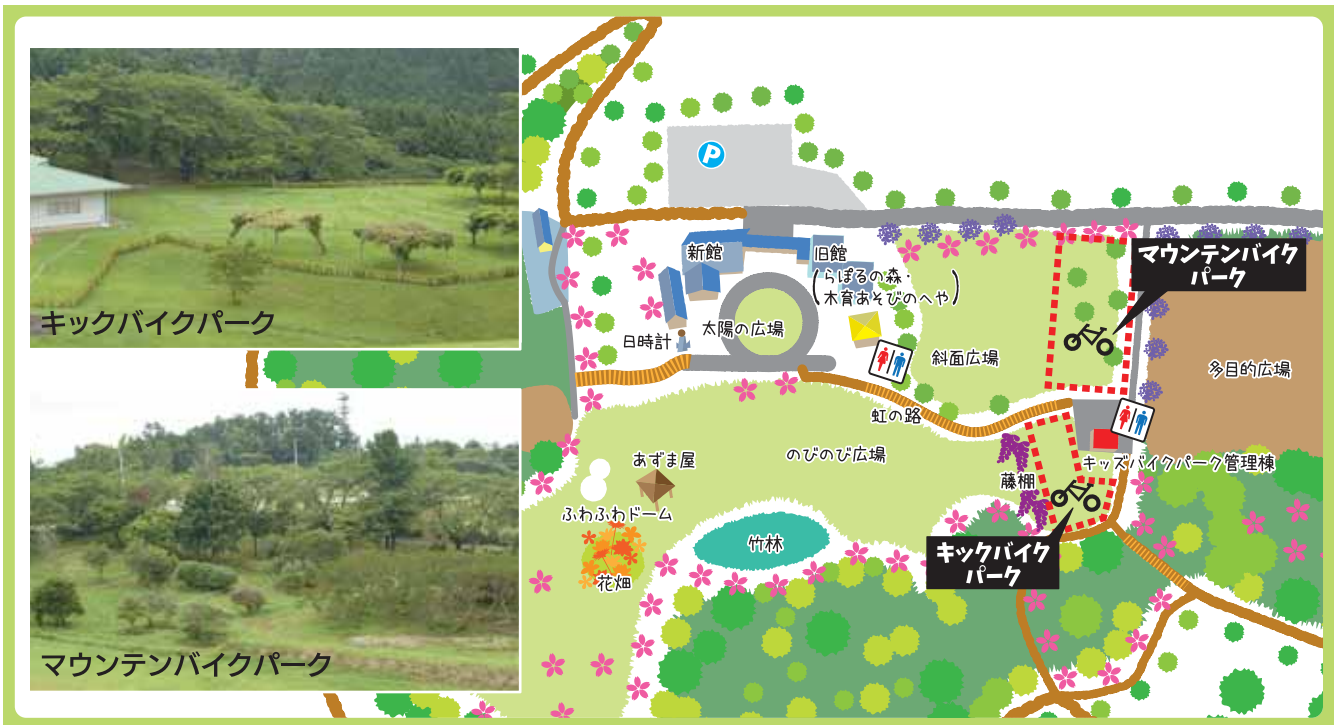 キックバイクパーク
マウンテンバイクパーク
P
新館
旧館
(らぽるの森・
木育あそびのへや)
マウンテンバイク
パーク
日時計
太陽の広場
斜面広場
多目的広場
虹の路
のびのび広場
あずま屋
藤棚
キッズバイクパーク管理棟
ふわふわドーム
竹林
花畑
キックバイク
パーク